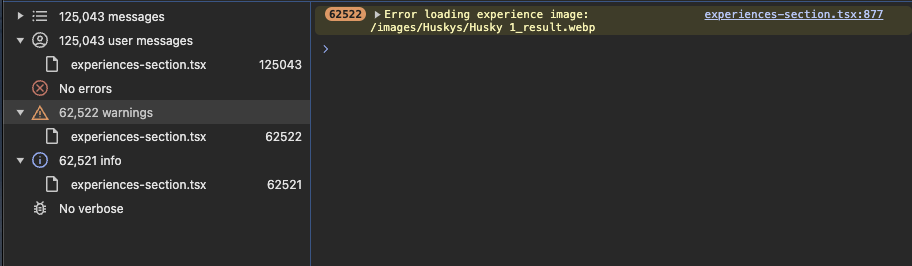 125,043 messages
125,043 user messages
experiences-section.tsx 125043
No errors
62,522 warnings
experiences-section.tsx 62522
62,521 info
experiences-section.tsx 62521
No verbose
62522 Error loading experience image: experiences-section.tsx:877
/images/Huskys/Husky 1_result.webp